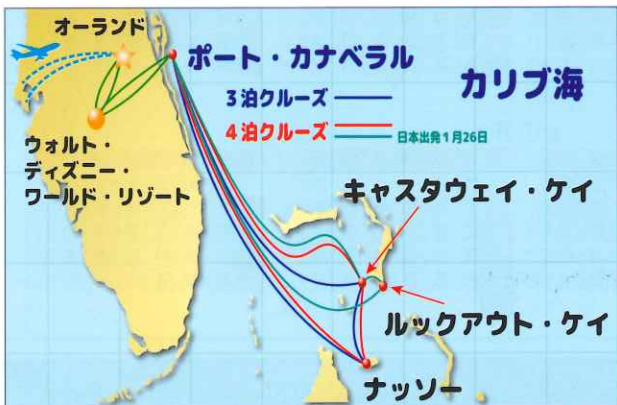 オーランド
ポート・カナベラル
カリブ海
3泊クルーズ
4泊クルーズ
日本出発1月26日
ウォルト・
ディズニー・
ワールド・リゾート
キャスタウェイ・ケイ
ルックアウト・ケイ
ナッソー